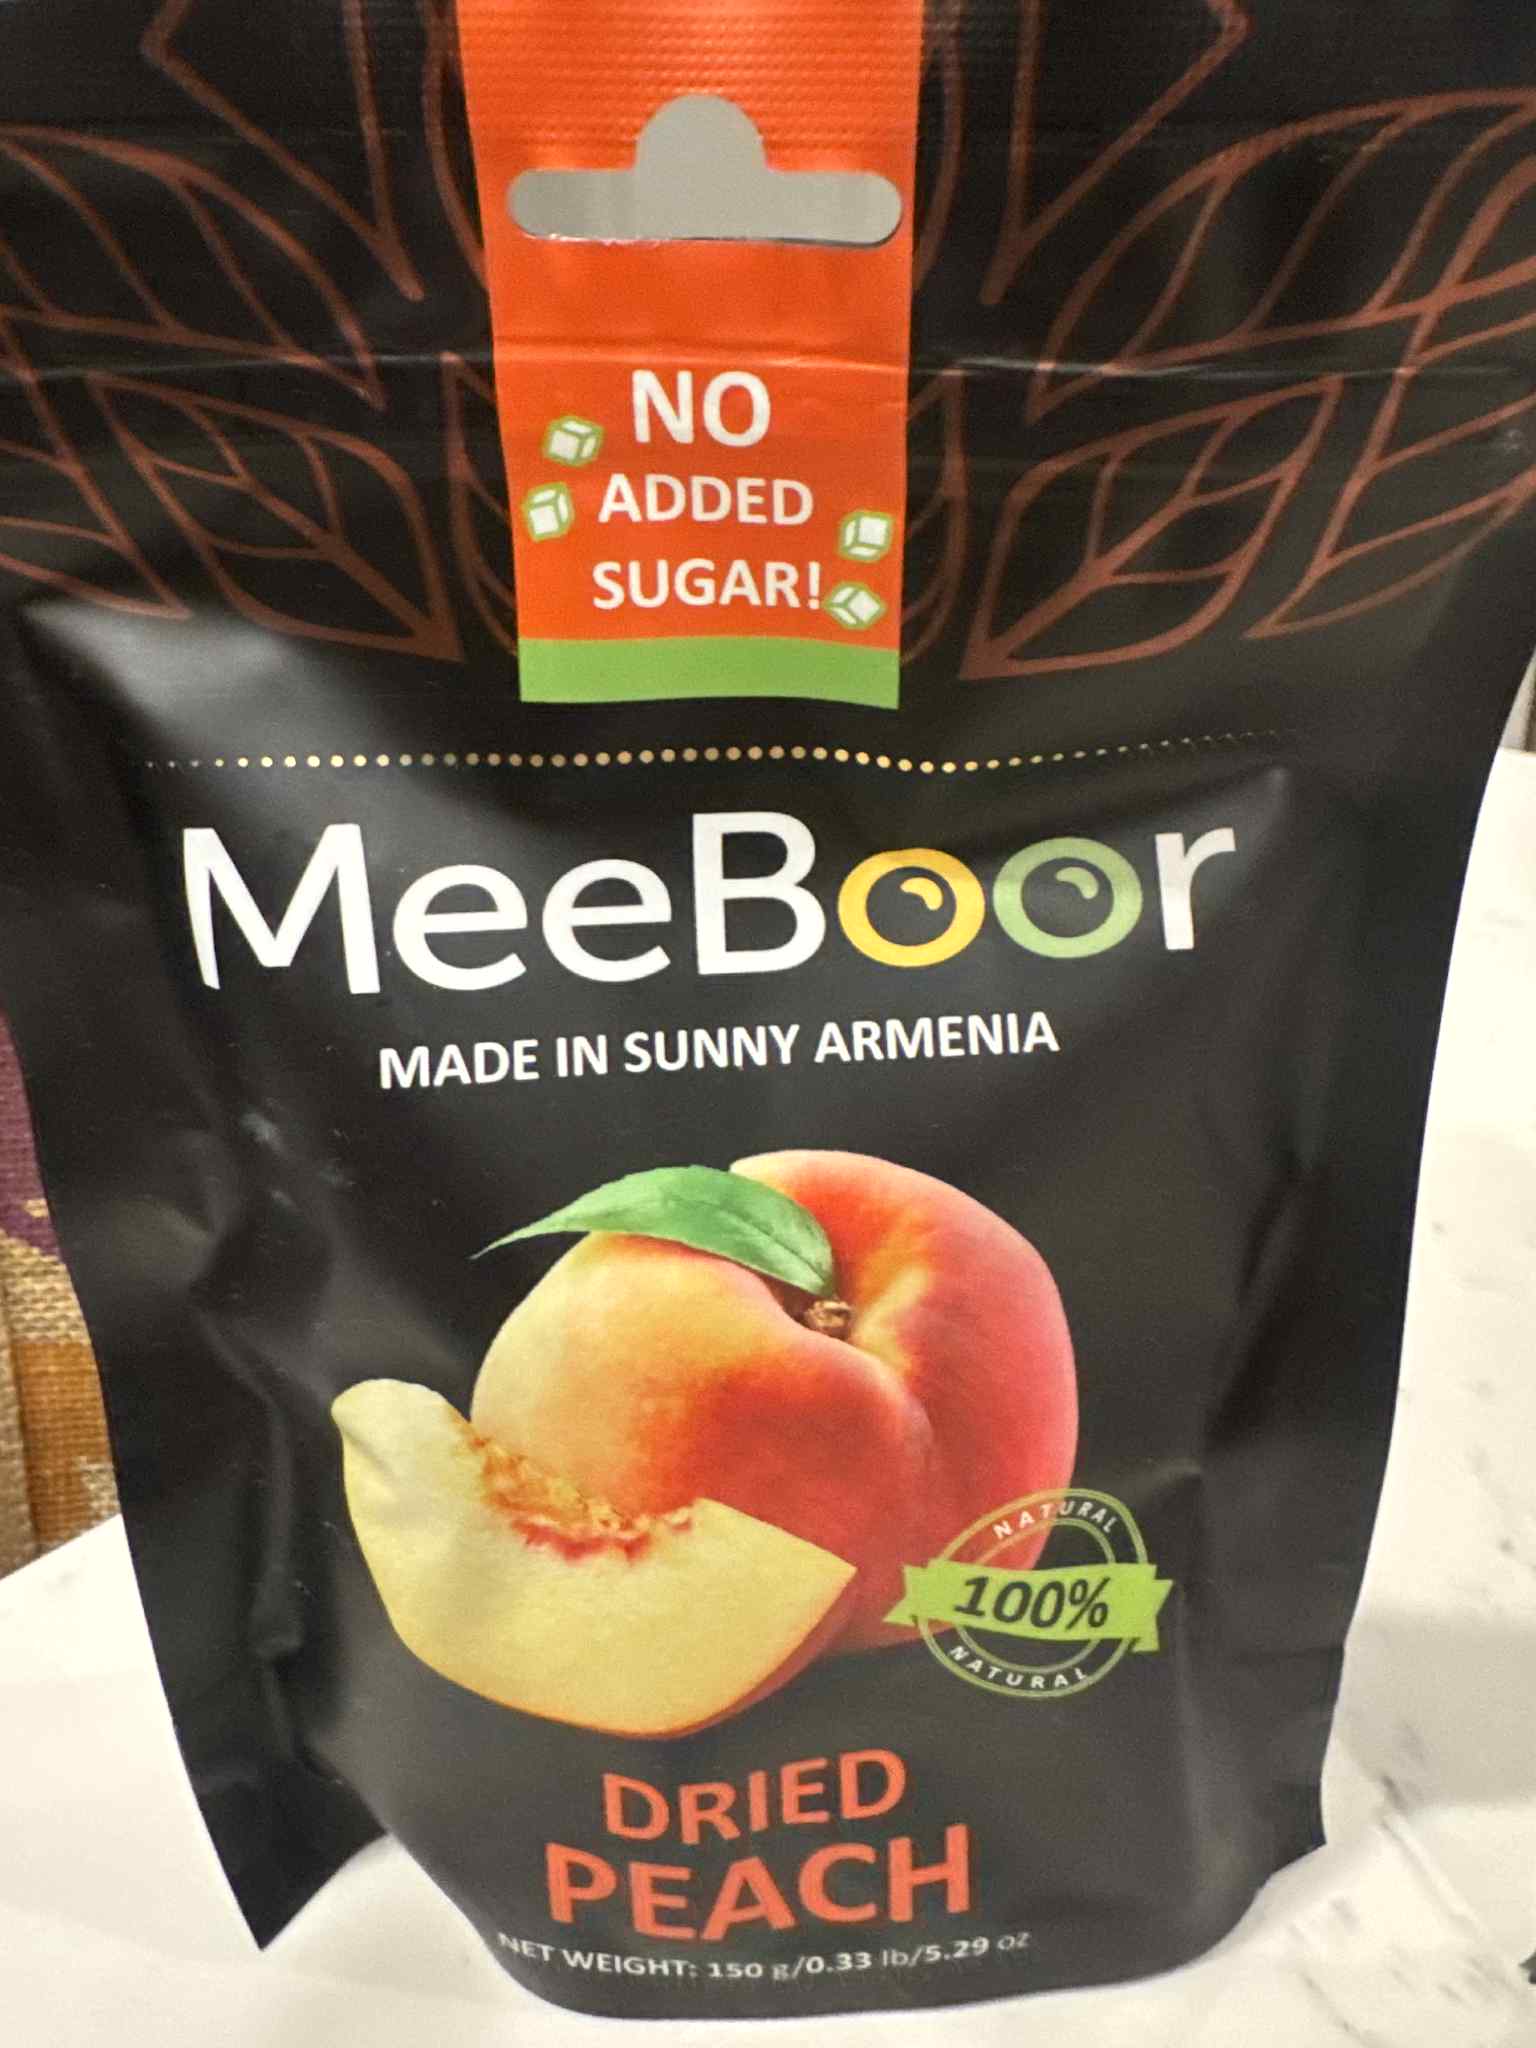 NO
ADDED
SUGAR!
MeeBoor
MADE IN SUNNY ARMENIA
NATURAL
100%
NATURAL
DRIED
PEACH
NET WEIGHT: 150 g/0.33 lb/5.29 oz